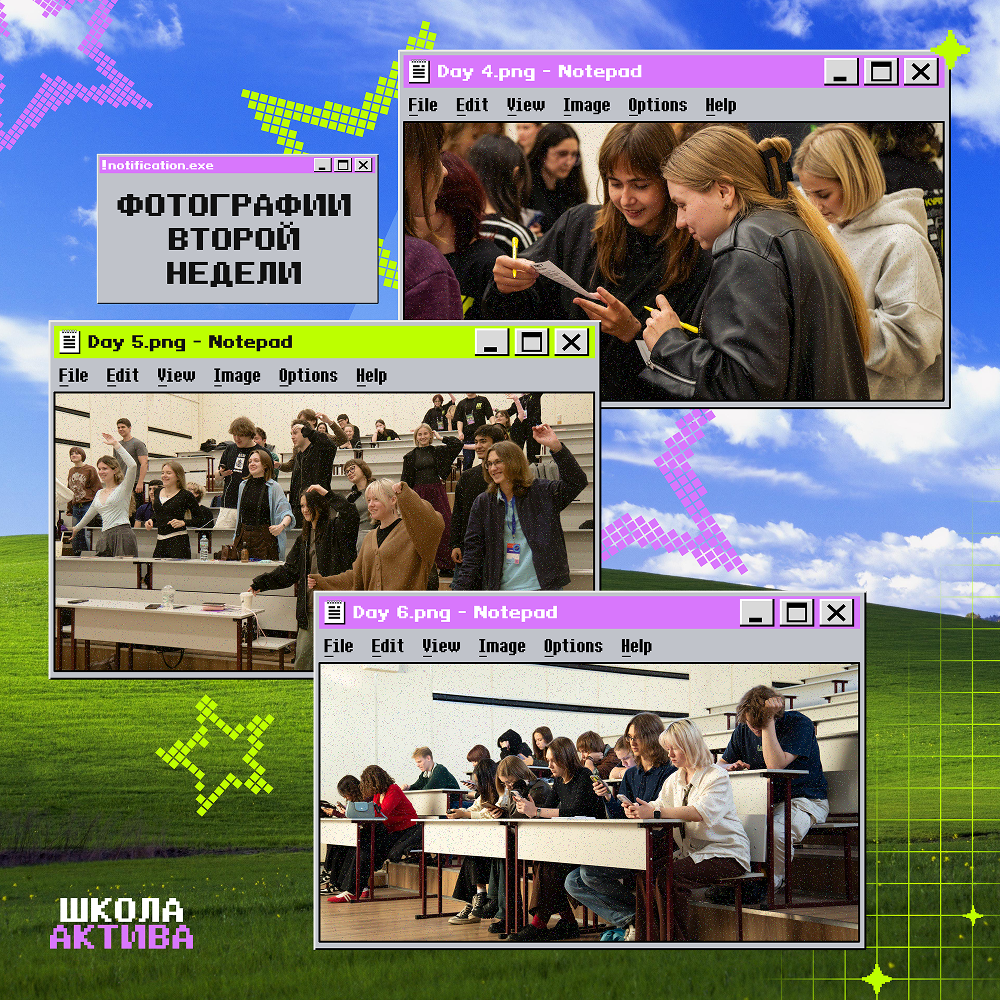 Day 4.png - Notepad
File Edit View Image Options Help
!notification.exe
ФОТОГРАФИИ
ВТОРОЙ
НЕДЕЛИ
Day 5.png - Notepad
File Edit View Image Options Help
Day 6.png - Notepad
File Edit View Image Options Help
ШКОЛА
АКТИВА